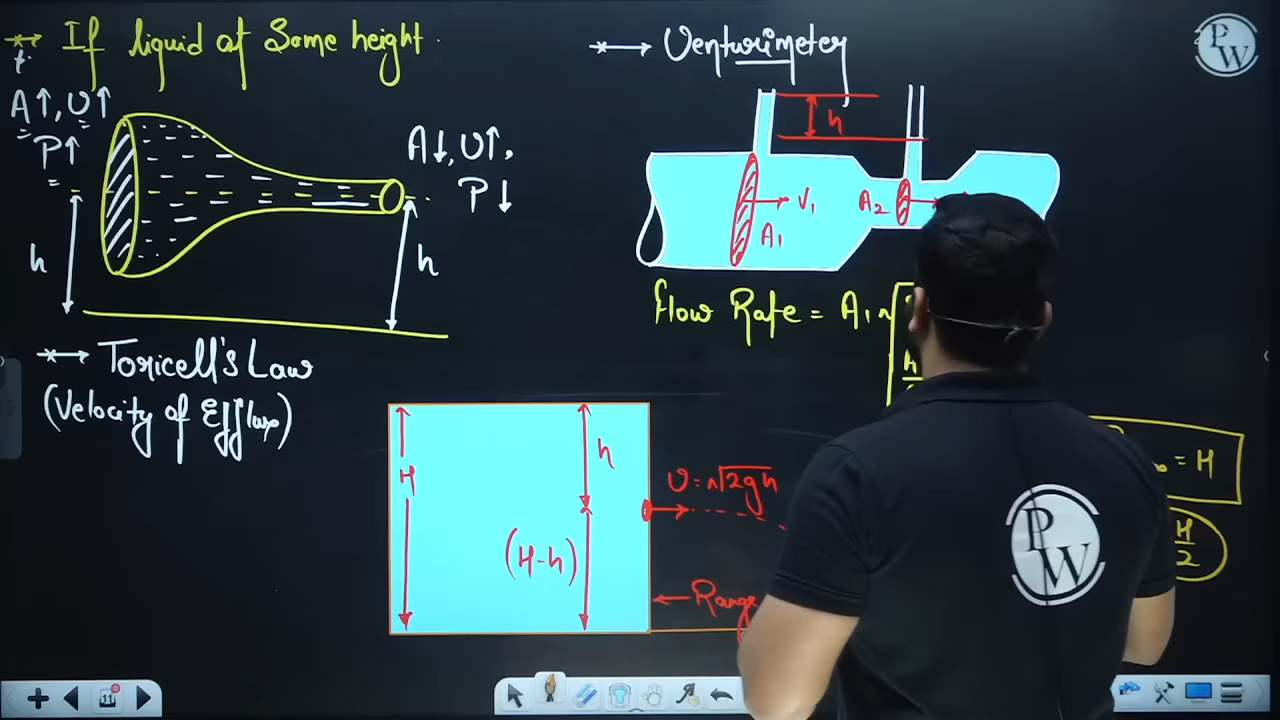 If liquid at Same height.
A↑, υ↑
P↑
A↓, υ↑.
P↓
h
h
Toricell's Law
(Velocity of Efflux)
Venturimeter
h
V₁
A₁
A₂
Flow Rate = A₁√
H
h
(H-h)
υ=√2gh
Range
= H
H
2
PW
PW
11